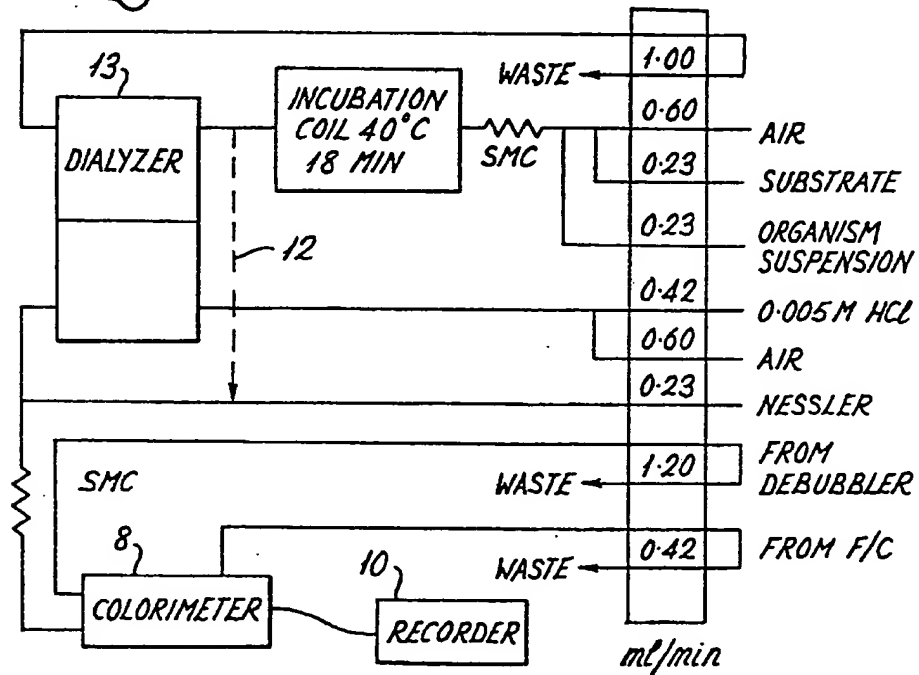 13
DIALYZER
INCUBATION
COIL 40°C
18 MIN
SMC
12
WASTE
1.00
0.60
AIR
0.23
SUBSTRATE
0.23
ORGANISM
SUSPENSION
0.42
0.005M HCl
0.60
AIR
0.23
NESSLER
SMC
WASTE
1.20
FROM
DEBUBBLER
0.42
FROM F/C
WASTE
8
COLORIMETER
10
RECORDER
ml/min